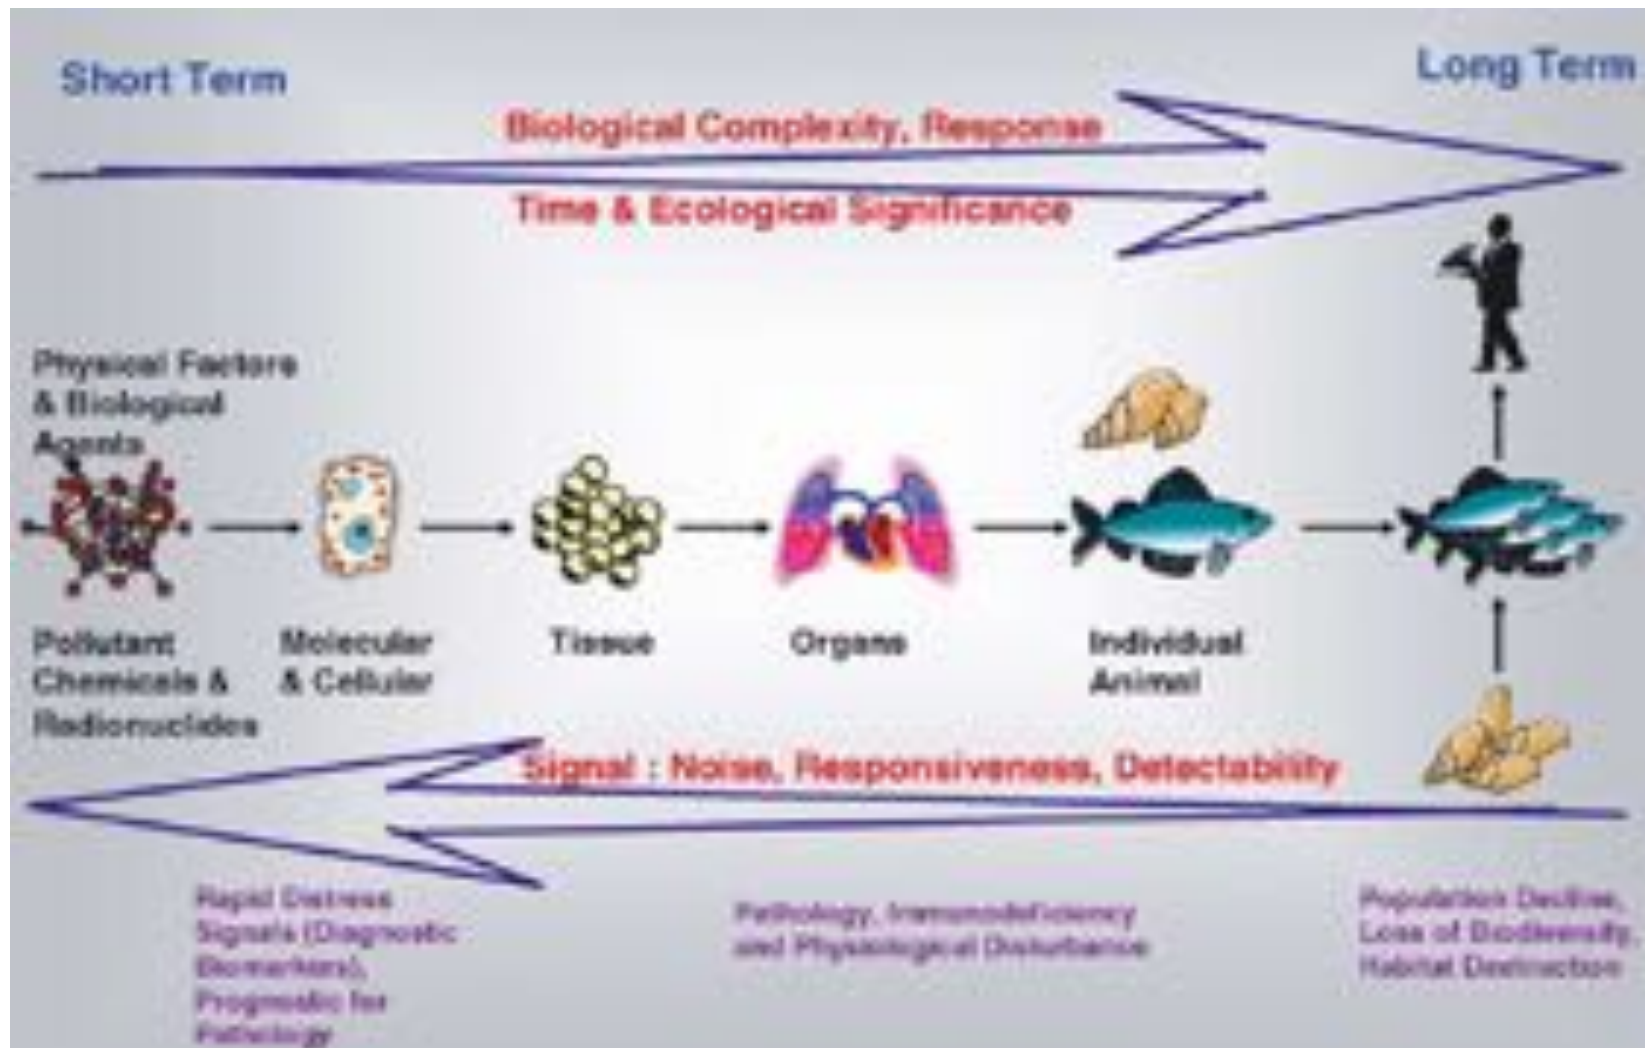 Short Term
Long Term
Biological Complexity, Response
Time & Ecological Significance
Physical Factors
& Biological
Agents
Pollutant
Chemicals &
Radionuclides
Molecular
& Cellular
Tissue
Organs
Individual
Animal
Signal : Noise, Responsiveness, Detectability
Rapid Distress
Signals (Diagnostic
Biomarkers),
Prognostic for
Pathology
Pathology, Immunodeficiency
and Physiological Disturbance
Population Decline,
Loss of Biodiversity,
Habitat Destruction